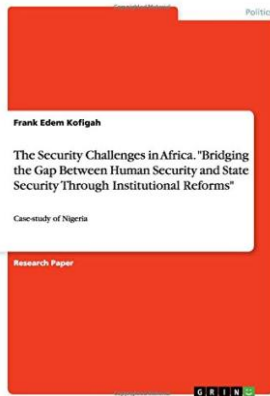 Politic
Frank Edem Kofigah
The Security Challenges in Africa. "Bridging
the Gap Between Human Security and State
Security Through Institutional Reforms"
Case-study of Nigeria
Research Paper
G R I N